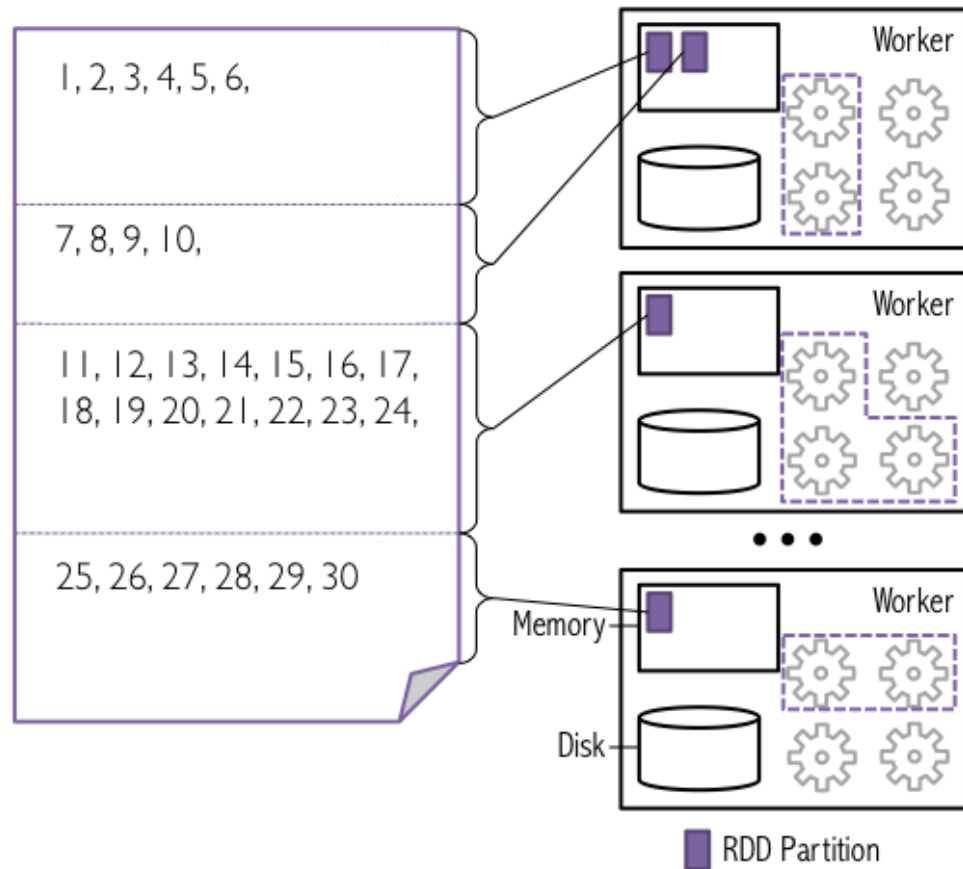 1, 2, 3, 4, 5, 6,
7, 8, 9, 10,
11, 12, 13, 14, 15, 16, 17,
18, 19, 20, 21, 22, 23, 24,
25, 26, 27, 28, 29, 30
Worker
Worker
Worker
Memory
Disk
RDD Partition